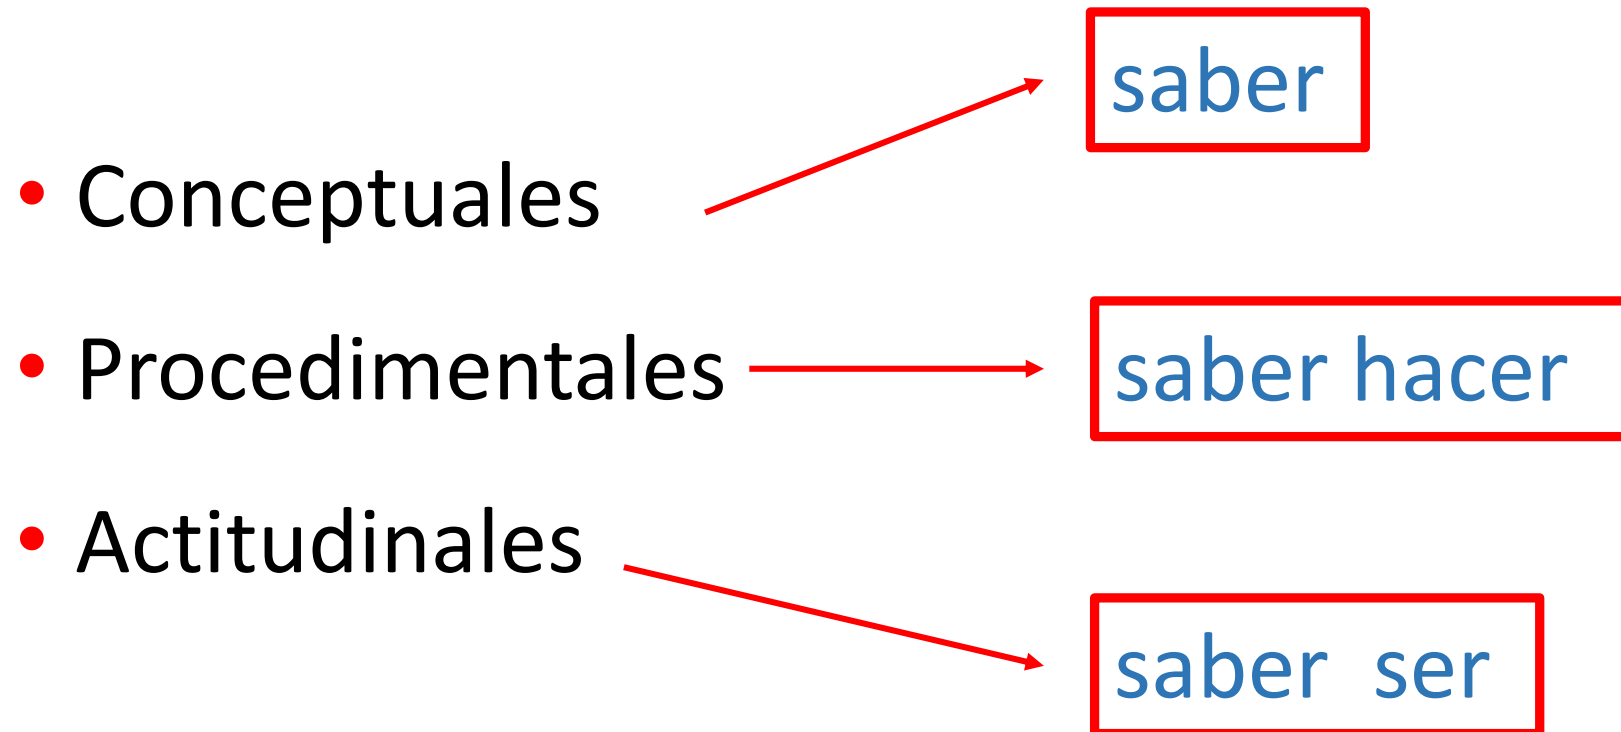 saber
• Conceptuales
• Procedimentales
saber hacer
• Actitudinales
saber ser